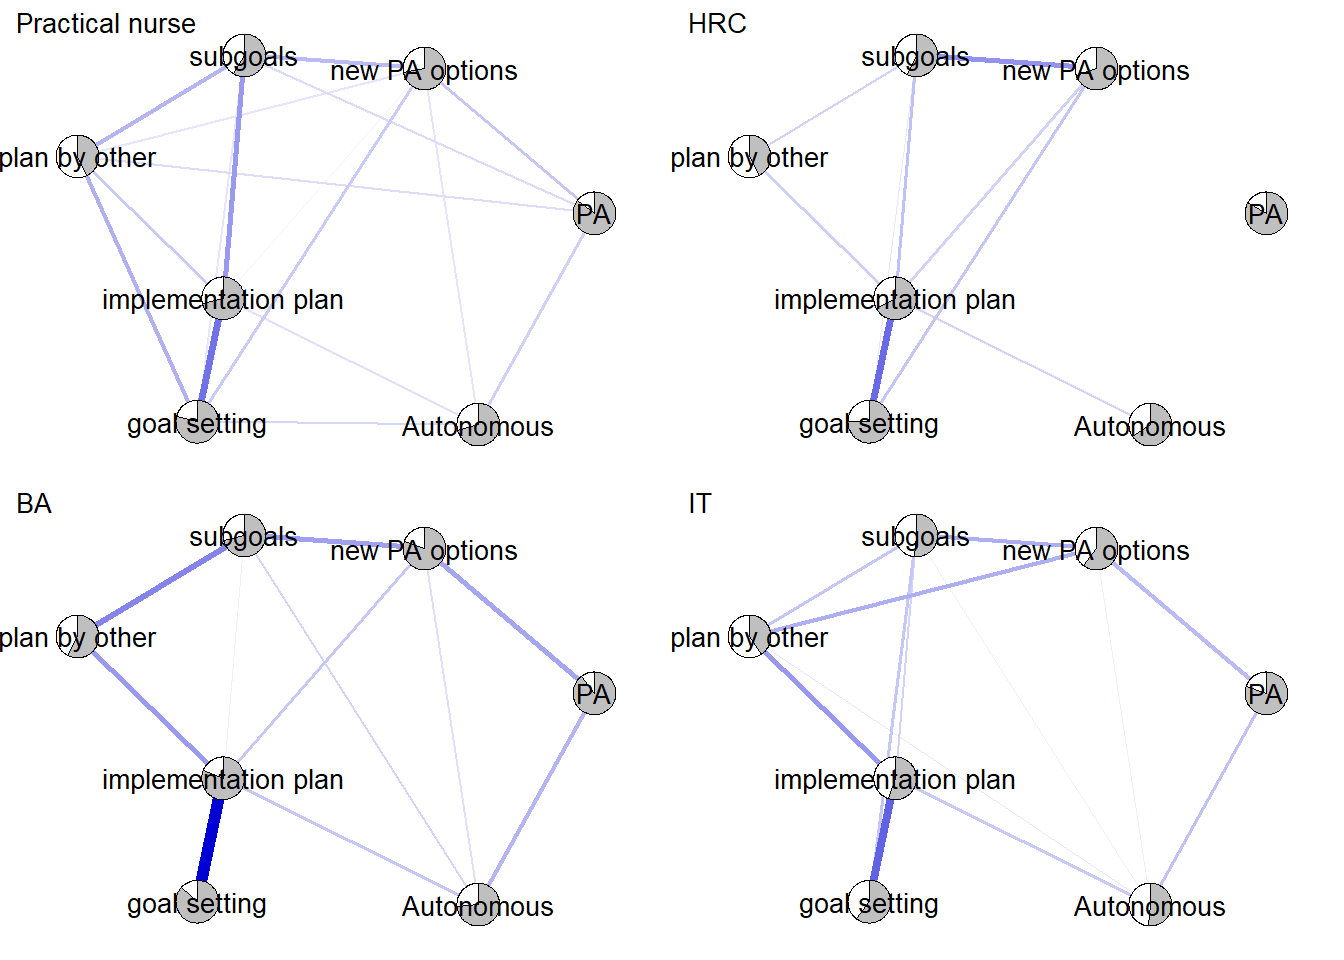 Practical nurse
subgoals
new PA options
plan by other
PA
implementation plan
goal setting
Autonomous
HRC
subgoals
new PA options
plan by other
PA
implementation plan
goal setting
Autonomous
BA
subgoals
new PA options
plan by other
PA
implementation plan
goal setting
Autonomous
IT
subgoals
new PA options
plan by other
PA
implementation plan
goal setting
Autonomous